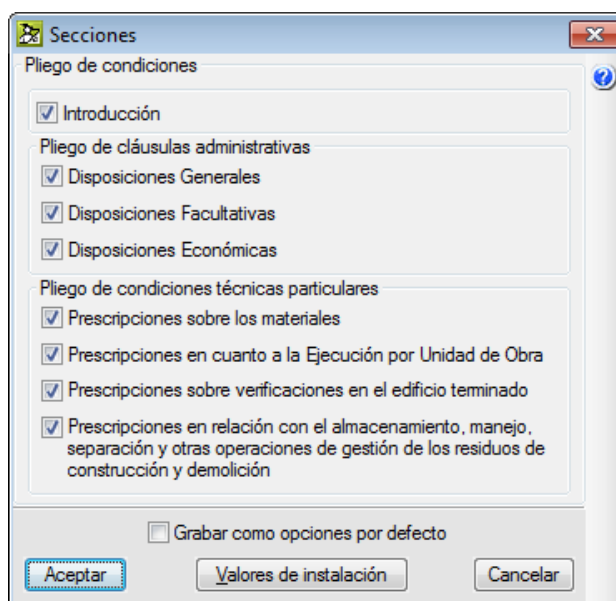 Secciones
Pliego de condiciones
Introducción
Pliego de cláusulas administrativas
Disposiciones Generales
Disposiciones Facultativas
Disposiciones Económicas
Pliego de condiciones técnicas particulares
Prescripciones sobre los materiales
Prescripciones en cuanto a la Ejecución por Unidad de Obra
Prescripciones sobre verificaciones en el edificio terminado
Prescripciones en relación con el almacenamiento, manejo,
separación y otras operaciones de gestión de los residuos de
construcción y demolición
Grabar como opciones por defecto
Aceptar
Valores de instalación
Cancelar